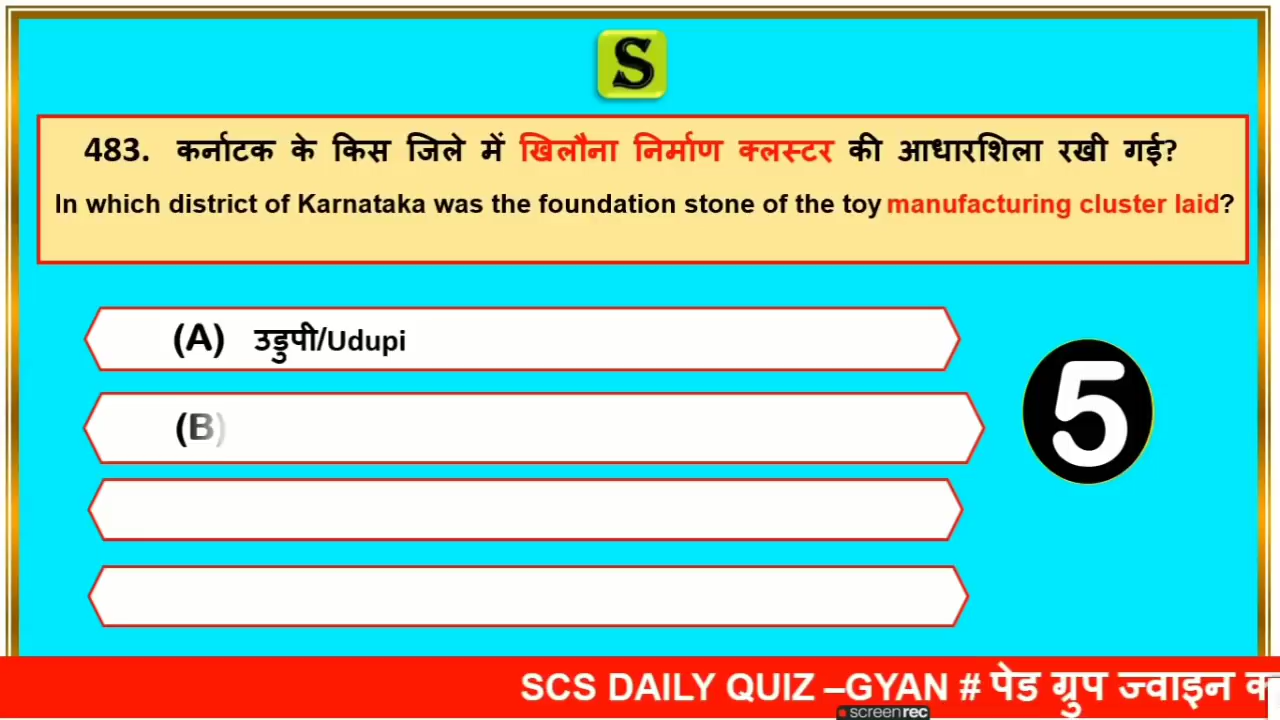 S
483. कर्नाटक के किस जिले में खिलौना निर्माण क्लस्टर की आधारशिला रखी गई?
In which district of Karnataka was the foundation stone of the toy manufacturing cluster laid?
(A) उडुपी/Udupi
(B)
5
SCS DAILY QUIZ –GYAN # पेड ग्रुप ज्वाइन
screenrec